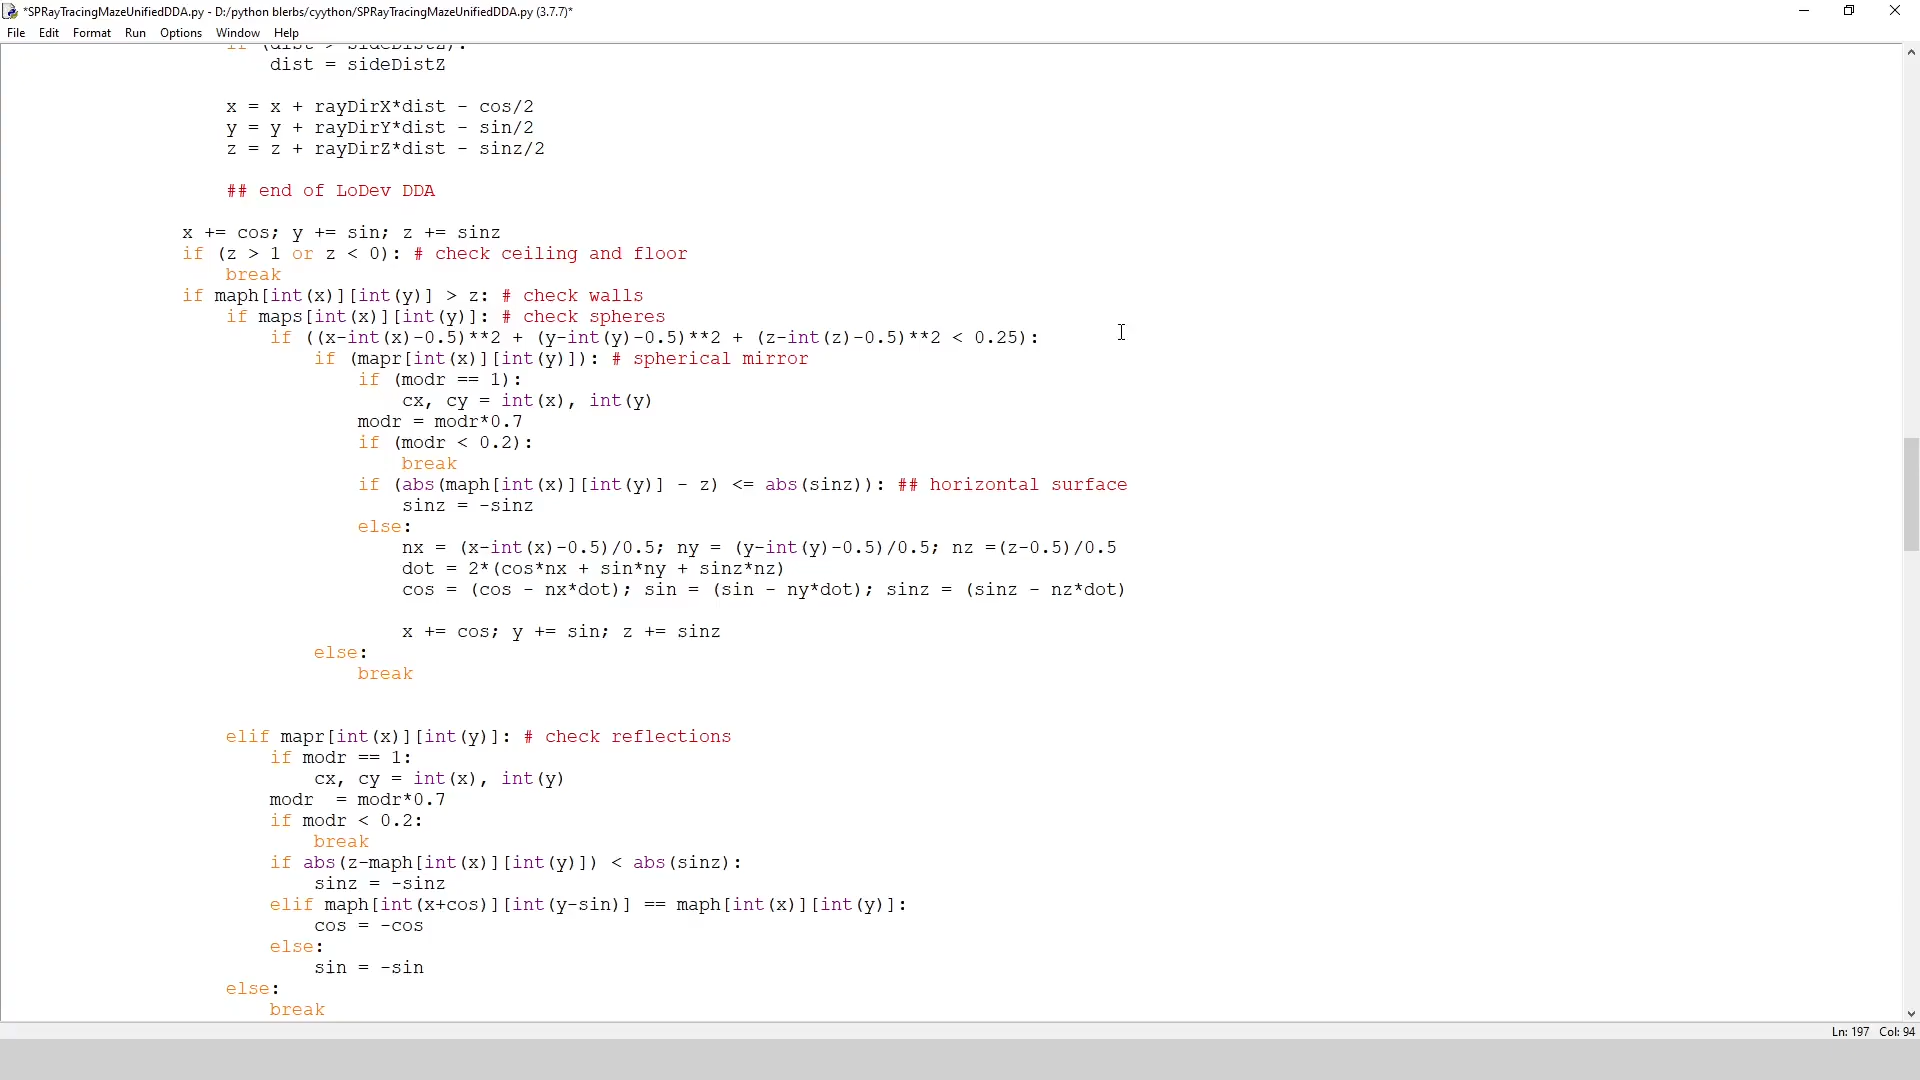 *SPRayTracingMazeUnifiedDDA.py - D:/python blerbs/cyython/SPRayTracingMazeUnifiedDDA.py (3.7.7)*
File Edit Format Run Options Window Help
if (dist > sideDistZ):
dist = sideDistZ
x = x + rayDirX*dist - cos/2
y = y + rayDirY*dist - sin/2
z = z + rayDirZ*dist - sinz/2
## end of LoDev DDA
x += cos; y += sin; z += sinz
if (z > 1 or z < 0): # check ceiling and floor
break
if maph[int(x)][int(y)] > z: # check walls
if maps[int(x)][int(y)]: # check spheres
if ((x-int(x)-0.5)**2 + (y-int(y)-0.5)**2 + (z-int(z)-0.5)**2 < 0.25):
if (mapr[int(x)][int(y)]): # spherical mirror
if (modr == 1):
cx, cy = int(x), int(y)
modr = modr*0.7
if (modr < 0.2):
break
if (abs(maph[int(x)][int(y)] - z) <= abs(sinz)): ## horizontal surface
sinz = -sinz
else:
nx = (x-int(x)-0.5)/0.5; ny = (y-int(y)-0.5)/0.5; nz =(z-0.5)/0.5
dot = 2*(cos*nx + sin*ny + sinz*nz)
cos = (cos - nx*dot); sin = (sin - ny*dot); sinz = (sinz - nz*dot)
x += cos; y += sin; z += sinz
else:
break
elif mapr[int(x)][int(y)]: # check reflections
if modr == 1:
cx, cy = int(x), int(y)
modr  = modr*0.7
if modr < 0.2:
break
if abs(z-maph[int(x)][int(y)]) < abs(sinz):
sinz = -sinz
elif maph[int(x+cos)][int(y-sin)] == maph[int(x)][int(y)]:
cos = -cos
else:
sin = -sin
else:
break
Ln: 197 Col: 94